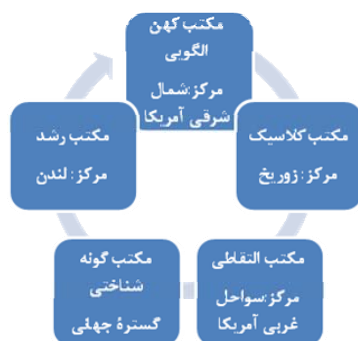 مکتب کهن
الگویی
مرکز:شمال
شرقی آمریکا
مکتب کلاسیک
مرکز: زوریخ
مکتب التقاطی
مرکز:سواحل
غربی آمریکا
مکتب گونه
شناختی
گسترهٔ جهانی
مکتب رشد
مرکز: لندن